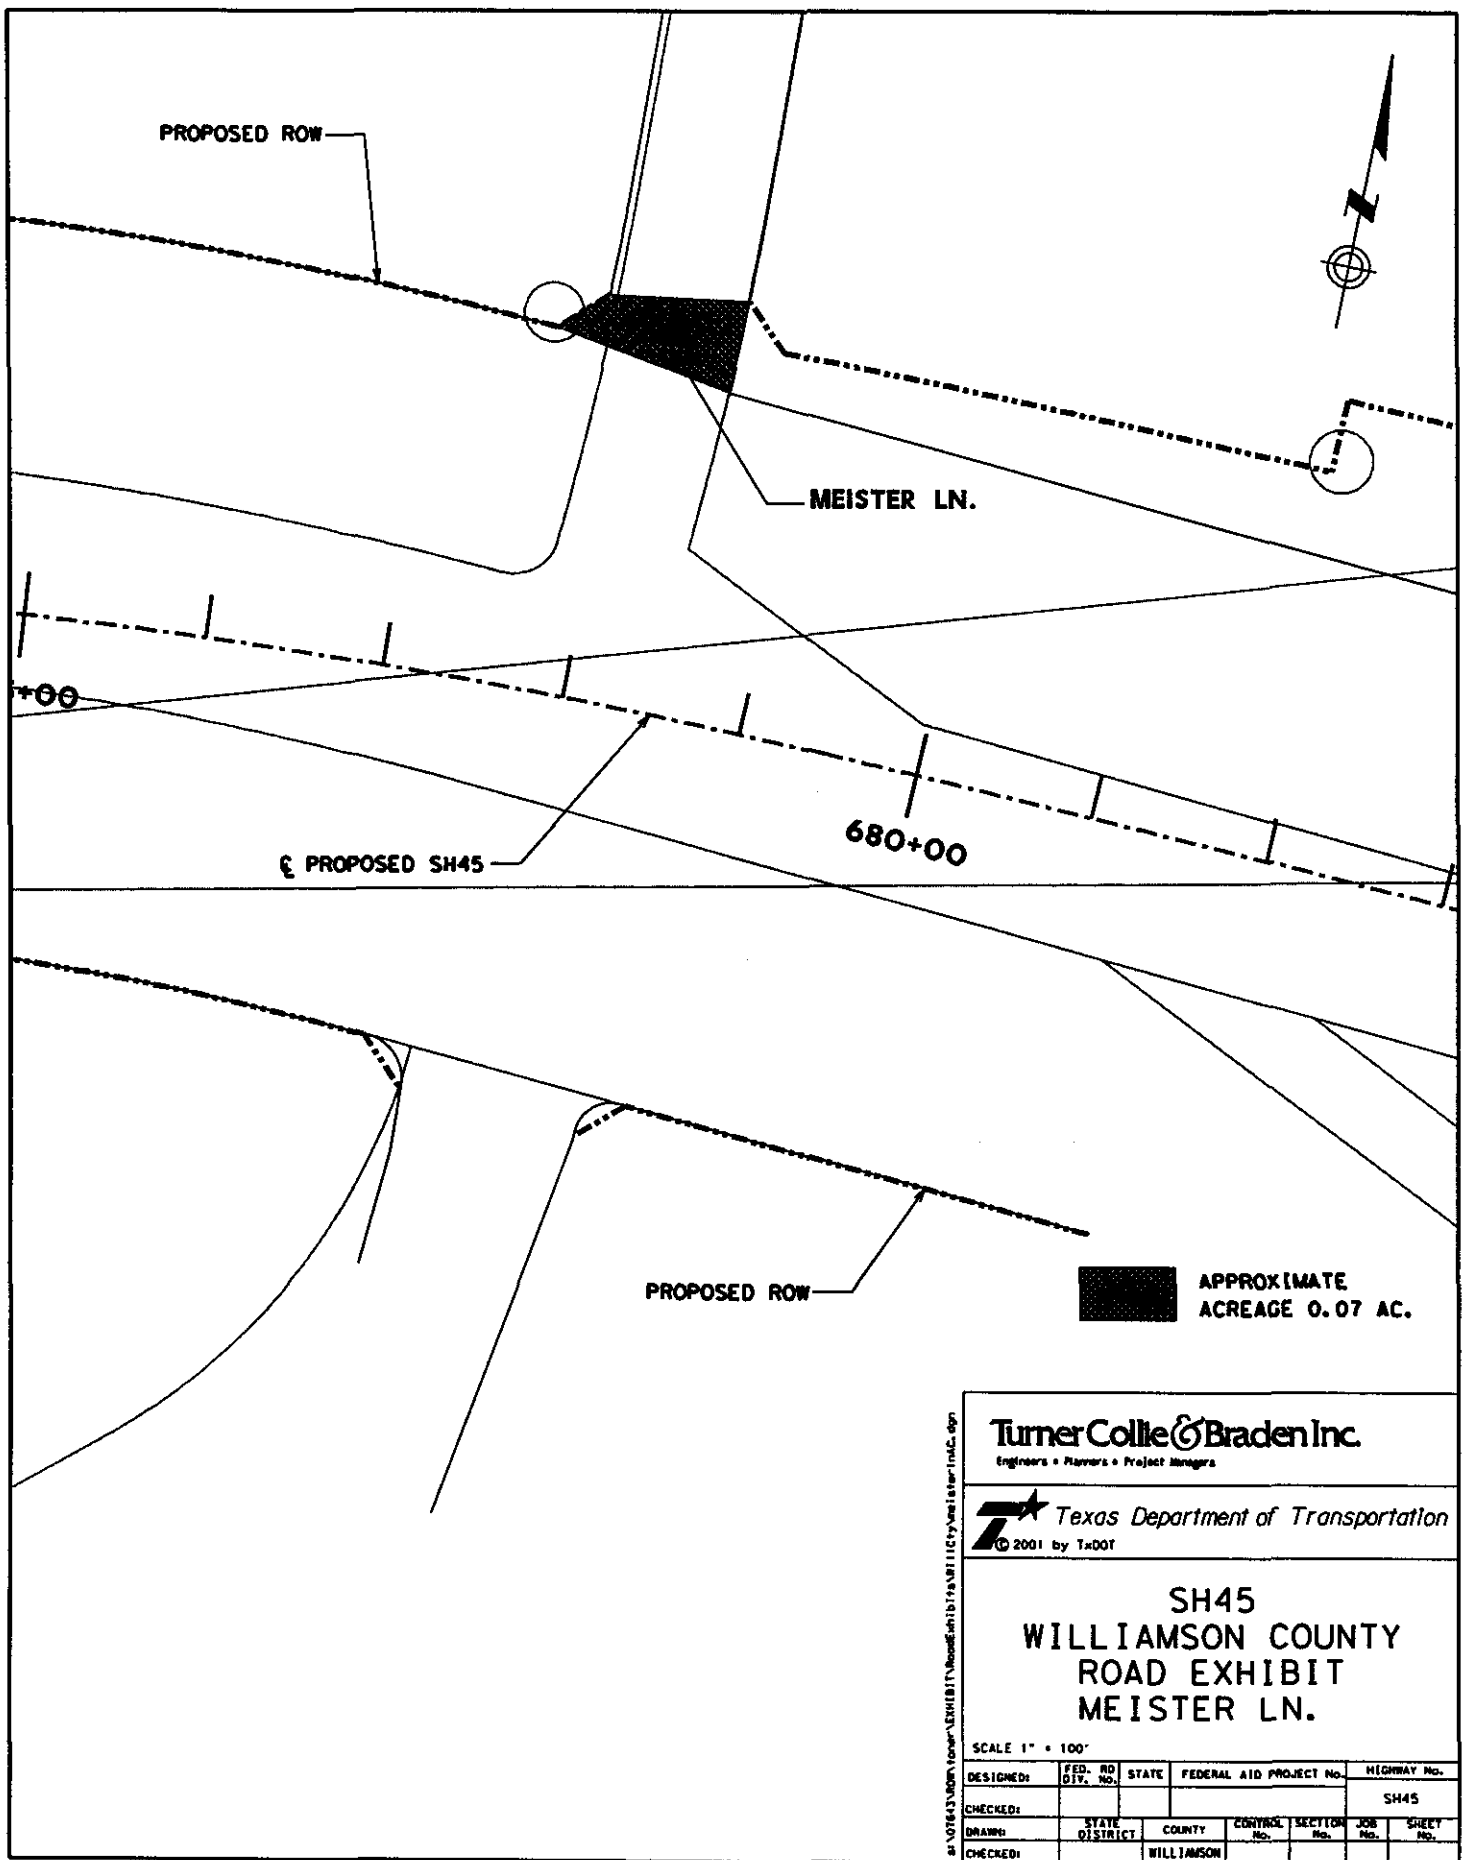 PROPOSED ROW
MEISTER LN.
+00
680+00
℄ PROPOSED SH45
PROPOSED ROW
APPROXIMATE
ACREAGE 0.07 AC.
Turner Collie & Braden Inc.
Engineers • Planners • Project Managers
Texas Department of Transportation
© 2001 by TxDOT
SH45
WILLIAMSON COUNTY
ROAD EXHIBIT
MEISTER LN.
SCALE 1" = 100'
DESIGNED: FED. RD DIV. No. STATE FEDERAL AID PROJECT No. HIGHWAY No.
SH45
CHECKED:
DRAWN: STATE DISTRICT COUNTY CONTROL No. SECTION No. JOB No. SHEET No.
CHECKED: WILLIAMSON